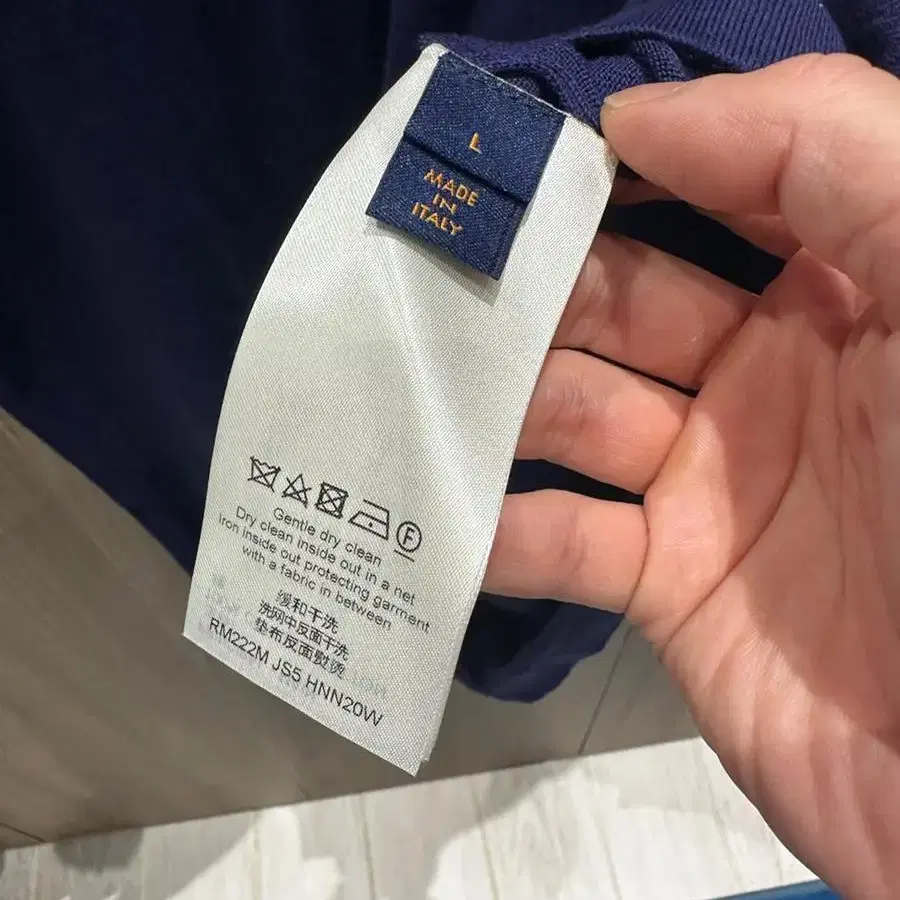 L
MADE
IN
ITALY
F
Gentle dry clean
Dry clean inside out in a net
Iron inside out protecting garment
with a fabric in between
缓和干洗
洗网中反面干洗
垫布反面熨烫
RM222M JS5 HNN20W